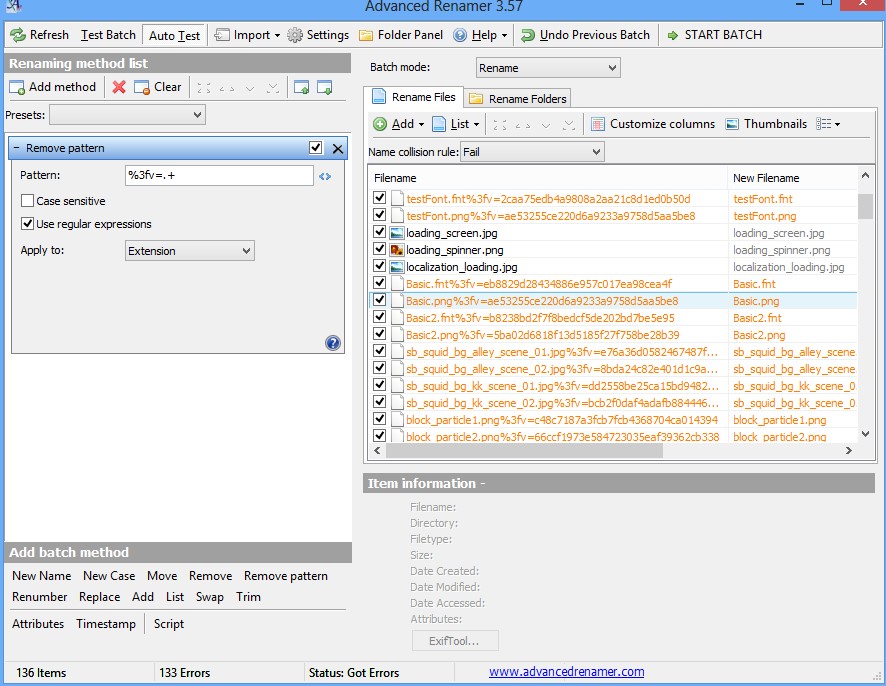 Advanced Renamer 3.57
Refresh Test Batch Auto Test Import Settings Folder Panel Help Undo Previous Batch START BATCH
Renaming method list
Add method Clear
Presets:
Remove pattern
Pattern: %3fv=.+
Case sensitive
Use regular expressions
Apply to: Extension
Add batch method
New Name New Case Move Remove Remove pattern
Renumber Replace Add List Swap Trim
Attributes Timestamp Script
Batch mode: Rename
Rename Files Rename Folders
Add List Customize columns Thumbnails
Name collision rule: Fail
Filename New Filename
testFont.fnt%3fv=2caa75edb4a9808a2aa21c8d1ed0b50d testFont.fnt
testFont.png%3fv=ae53255ce220d6a9233a9758d5aa5be8 testFont.png
loading_screen.jpg loading_screen.jpg
loading_spinner.png loading_spinner.png
localization_loading.jpg localization_loading.jpg
Basic.fnt%3fv=eb8829d28434886e957c017ea98cea4f Basic.fnt
Basic.png%3fv=ae53255ce220d6a9233a9758d5aa5be8 Basic.png
Basic2.fnt%3fv=b8238bd2f7f8bedcf5de202bd7be5e95 Basic2.fnt
Basic2.png%3fv=5ba02d6818f13d5185f27f758be28b39 Basic2.png
sb_squid_bg_alley_scene_01.jpg%3fv=e76a36d0582467487f... sb_squid_bg_alley_scene
sb_squid_bg_alley_scene_02.jpg%3fv=8bda24c82e401d1c9a... sb_squid_bg_alley_scene
sb_squid_bg_kk_scene_01.jpg%3fv=dd2558be25ca15bd9482... sb_squid_bg_kk_scene_0
sb_squid_bg_kk_scene_02.jpg%3fv=bcb2f0daf4adafb884446... sb_squid_bg_kk_scene_0
block_particle1.png%3fv=c48c7187a3fcb7fcb4368704ca014394 block_particle1.png
block_particle2.png%3fv=66ccf1973e584723035eaf39362cb338 block_particle2.png
Item information -
Filename:
Directory:
Filetype:
Size:
Date Created:
Date Modified:
Date Accessed:
Attributes:
ExifTool...
136 Items 133 Errors Status: Got Errors www.advancedrenamer.com